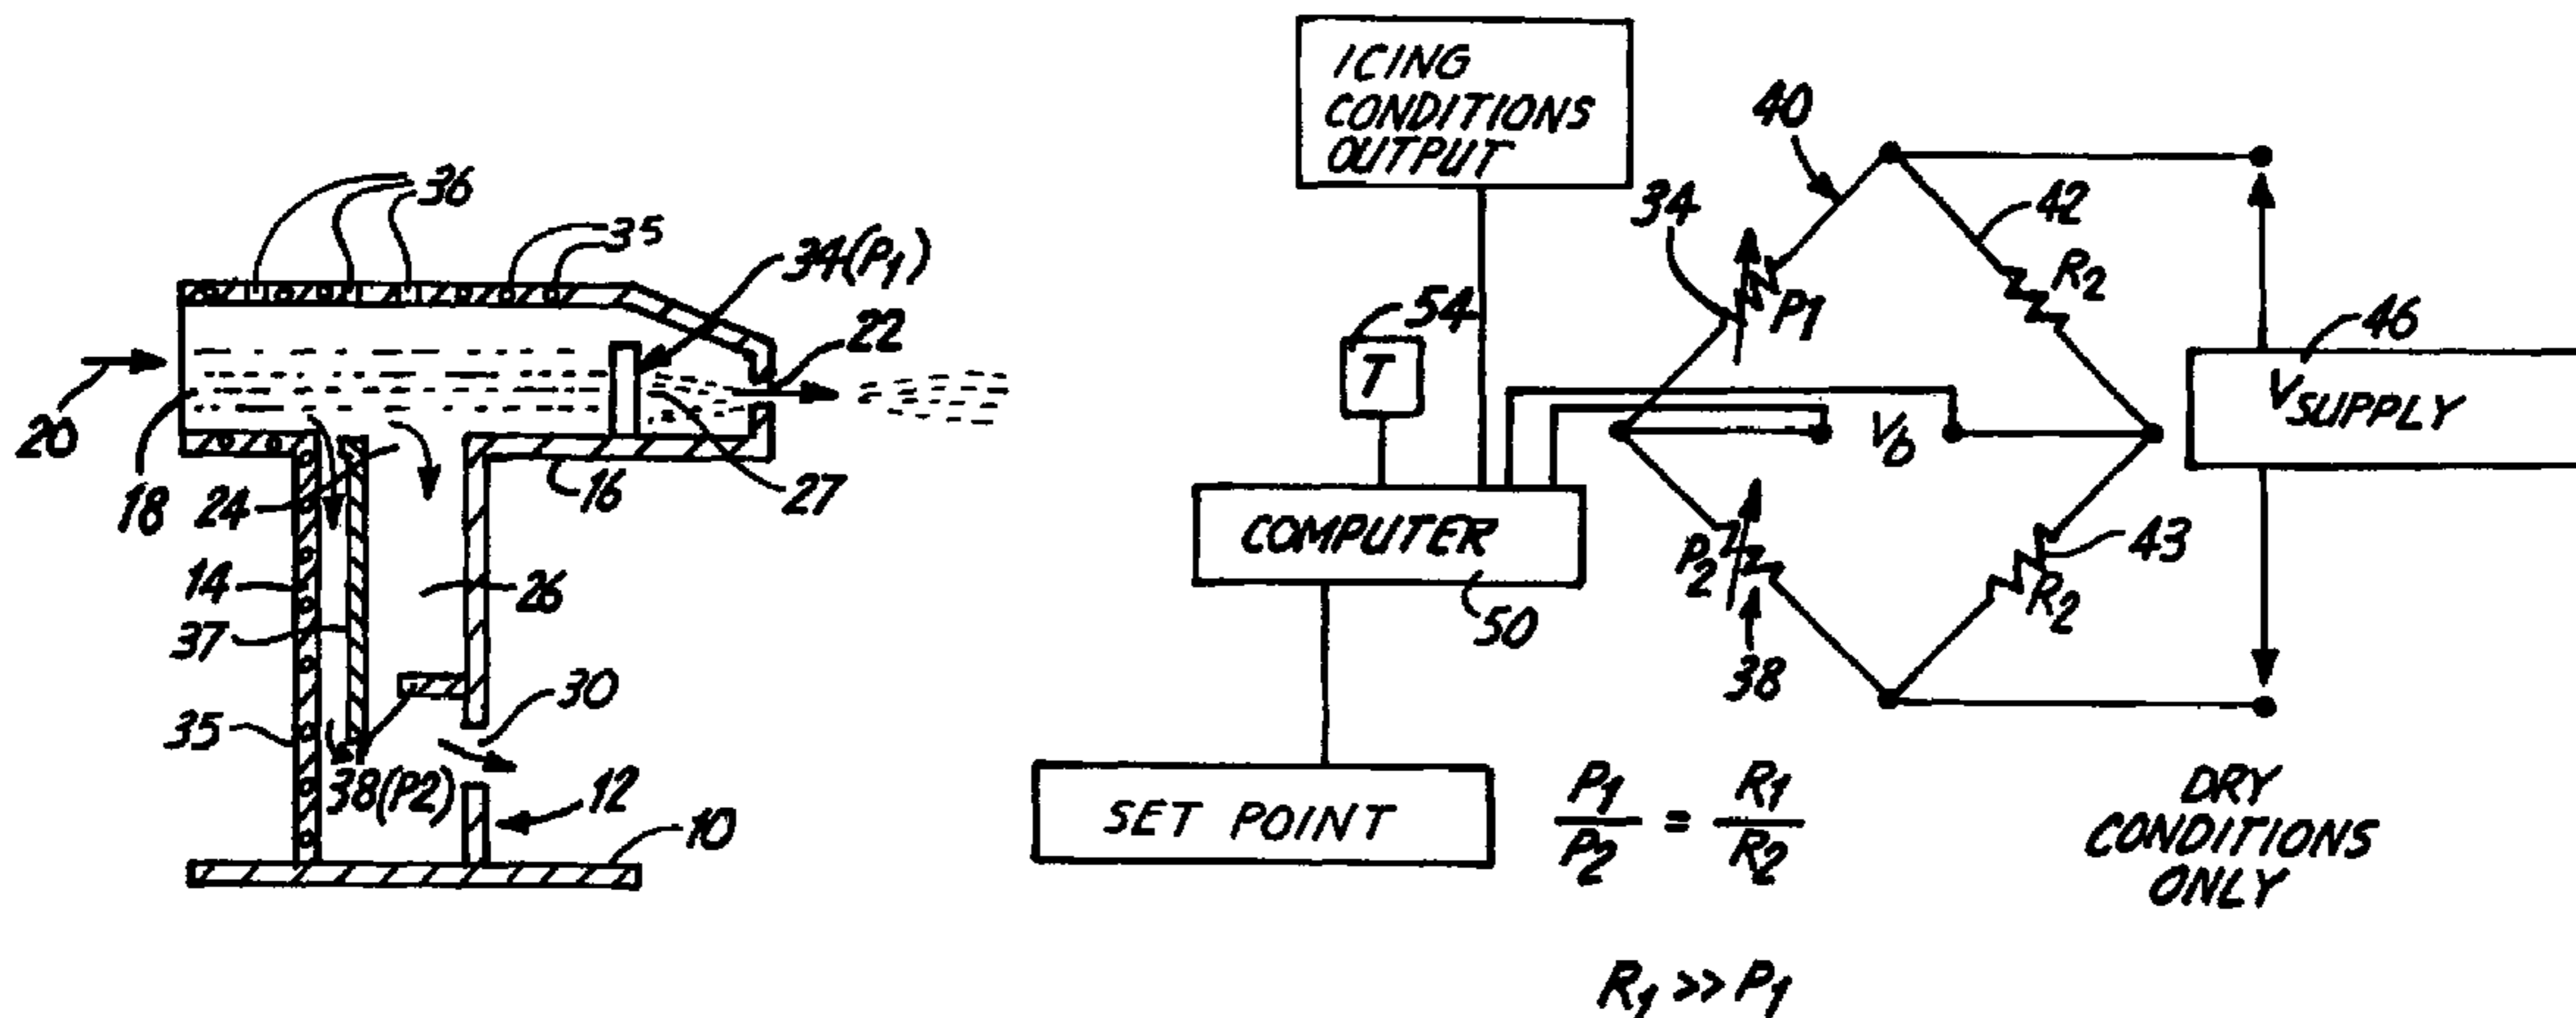 ICING
CONDITIONS
OUTPUT
36
35
34(P1)
22
20
18
24
16
27
14
26
37
35
30
38(P2)
12
10
40
34
P1
42
R2
54
T
46
VSUPPLY
Vb
COMPUTER
50
P2
38
43
R2
SET POINT
P1/P2 = R1/R2
DRY
CONDITIONS
ONLY
R1 >> P1